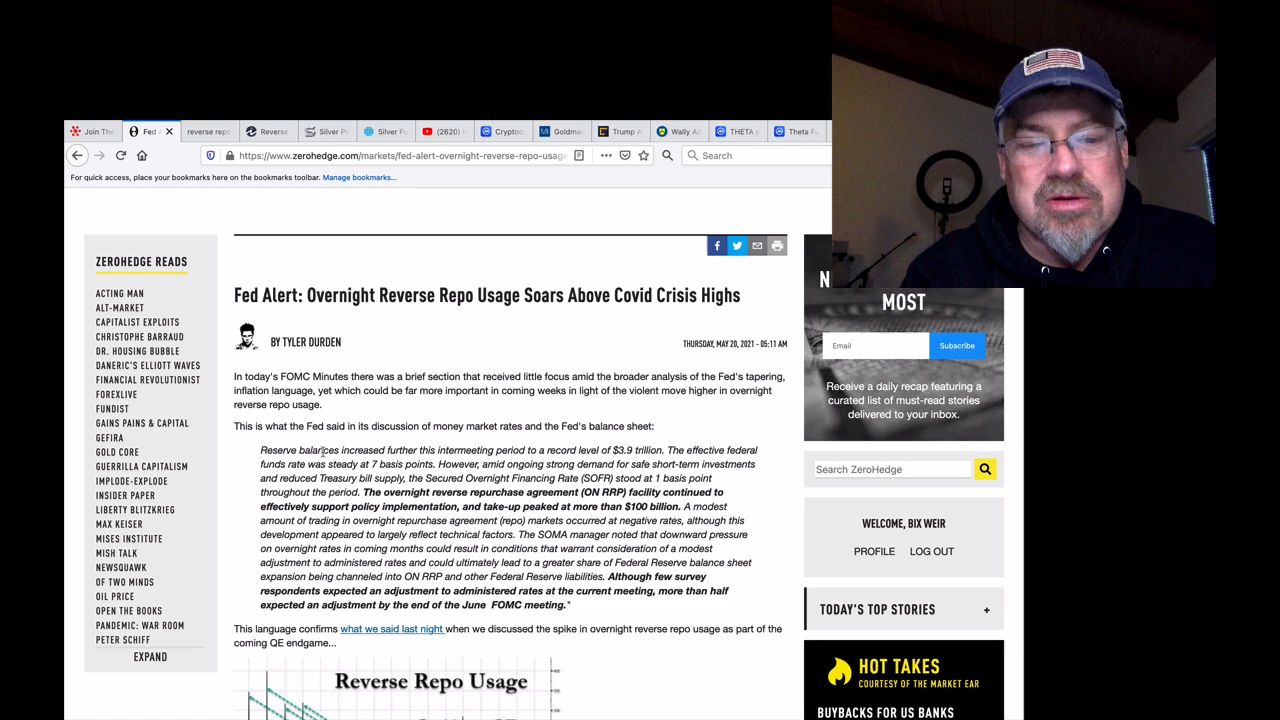 Join The
Fed A
reverse repo
Reverse
Silver Pr
Silver Fu
(2620) H
Cryptoc
Goldma
Trump A
Wally Ad
THETA p
Theta Fu
https://www.zerohedge.com/markets/fed-alert-overnight-reverse-repo-usage
Search
For quick access, place your bookmarks here on the bookmarks toolbar. Manage bookmarks...
ZEROHEDGE READS
ACTING MAN
ALT-MARKET
CAPITALIST EXPLOITS
CHRISTOPHE BARRAUD
DR. HOUSING BUBBLE
DANERIC'S ELLIOTT WAVES
FINANCIAL REVOLUTIONIST
FOREXLIVE
FUNDIST
GAINS PAINS & CAPITAL
GEFIRA
GOLD CORE
GUERRILLA CAPITALISM
IMPLODE-EXPLODE
INSIDER PAPER
LIBERTY BLITZKRIEG
MAX KEISER
MISES INSTITUTE
MISH TALK
NEWSQUAWK
OF TWO MINDS
OIL PRICE
OPEN THE BOOKS
PANDEMIC: WAR ROOM
PETER SCHIFF
EXPAND
Fed Alert: Overnight Reverse Repo Usage Soars Above Covid Crisis Highs
BY TYLER DURDEN
THURSDAY, MAY 20, 2021 - 05:11 AM
In today's FOMC Minutes there was a brief section that received little focus amid the broader analysis of the Fed's tapering,
inflation language, yet which could be far more important in coming weeks in light of the violent move higher in overnight
reverse repo usage.
This is what the Fed said in its discussion of money market rates and the Fed's balance sheet:
Reserve balances increased further this intermeeting period to a record level of $3.9 trillion. The effective federal
funds rate was steady at 7 basis points. However, amid ongoing strong demand for safe short-term investments
and reduced Treasury bill supply, the Secured Overnight Financing Rate (SOFR) stood at 1 basis point
throughout the period. The overnight reverse repurchase agreement (ON RRP) facility continued to
effectively support policy implementation, and take-up peaked at more than $100 billion. A modest
amount of trading in overnight repurchase agreement (repo) markets occurred at negative rates, although this
development appeared to largely reflect technical factors. The SOMA manager noted that downward pressure
on overnight rates in coming months could result in conditions that warrant consideration of a modest
adjustment to administered rates and could ultimately lead to a greater share of Federal Reserve balance sheet
expansion being channeled into ON RRP and other Federal Reserve liabilities. Although few survey
respondents expected an adjustment to administered rates at the current meeting, more than half
expected an adjustment by the end of the June FOMC meeting."
This language confirms what we said last night when we discussed the spike in overnight reverse repo usage as part of the
coming QE endgame...
Reverse Repo Usage
N
MOST
Email
Subscribe
Receive a daily recap featuring a
curated list of must-read stories
delivered to your inbox.
Search ZeroHedge
WELCOME, BIX WEIR
PROFILE LOG OUT
TODAY'S TOP STORIES +
HOT TAKES
COURTESY OF THE MARKET EAR
BUYBACKS FOR US BANKS